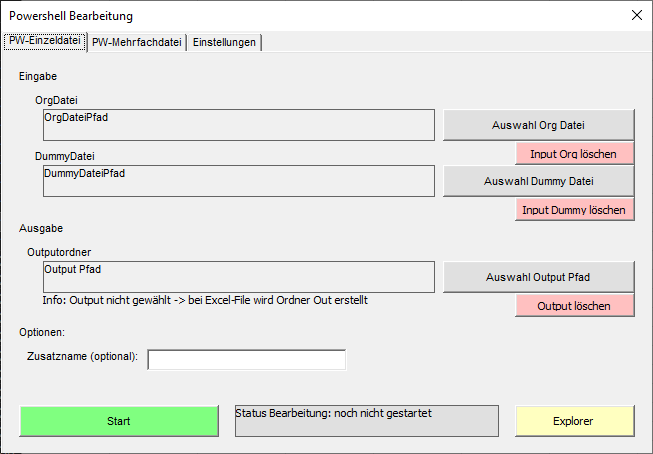 Powershell Bearbeitung
PW-Einzeldatei PW-Mehrfachdatei Einstellungen
Eingabe
OrgDatei
OrgDateiPfad
Auswahl Org Datei
Input Org löschen
DummyDatei
DummyDateiPfad
Auswahl Dummy Datei
Input Dummy löschen
Ausgabe
Outputordner
Output Pfad
Auswahl Output Pfad
Info: Output nicht gewählt -> bei Excel-File wird Ordner Out erstellt
Output löschen
Optionen:
Zusatzname (optional):
Start
Status Bearbeitung: noch nicht gestartet
Explorer